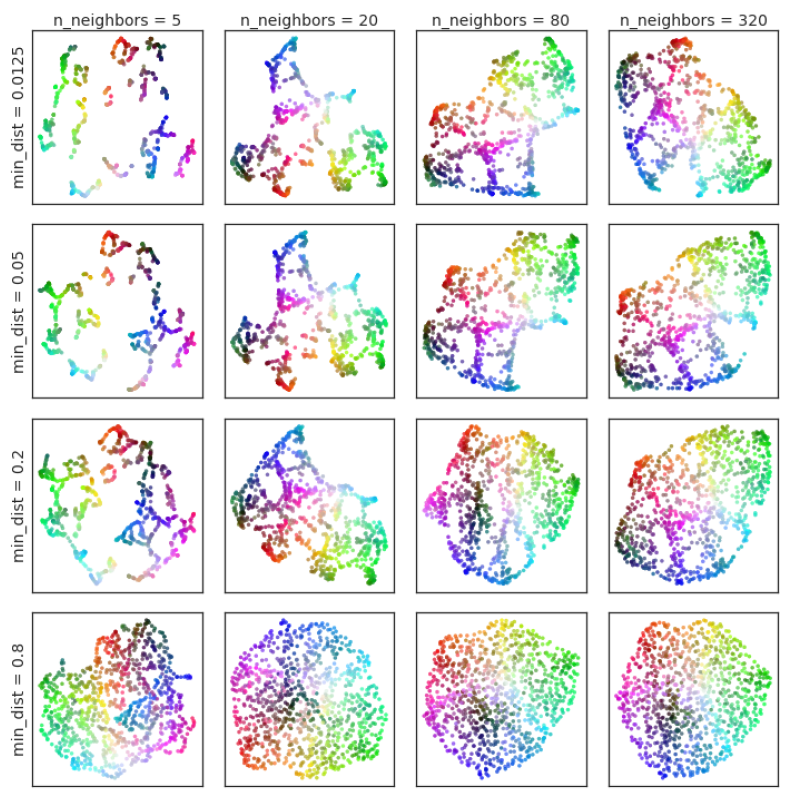 n_neighbors = 5
n_neighbors = 20
n_neighbors = 80
n_neighbors = 320
min_dist = 0.0125
min_dist = 0.05
min_dist = 0.2
min_dist = 0.8